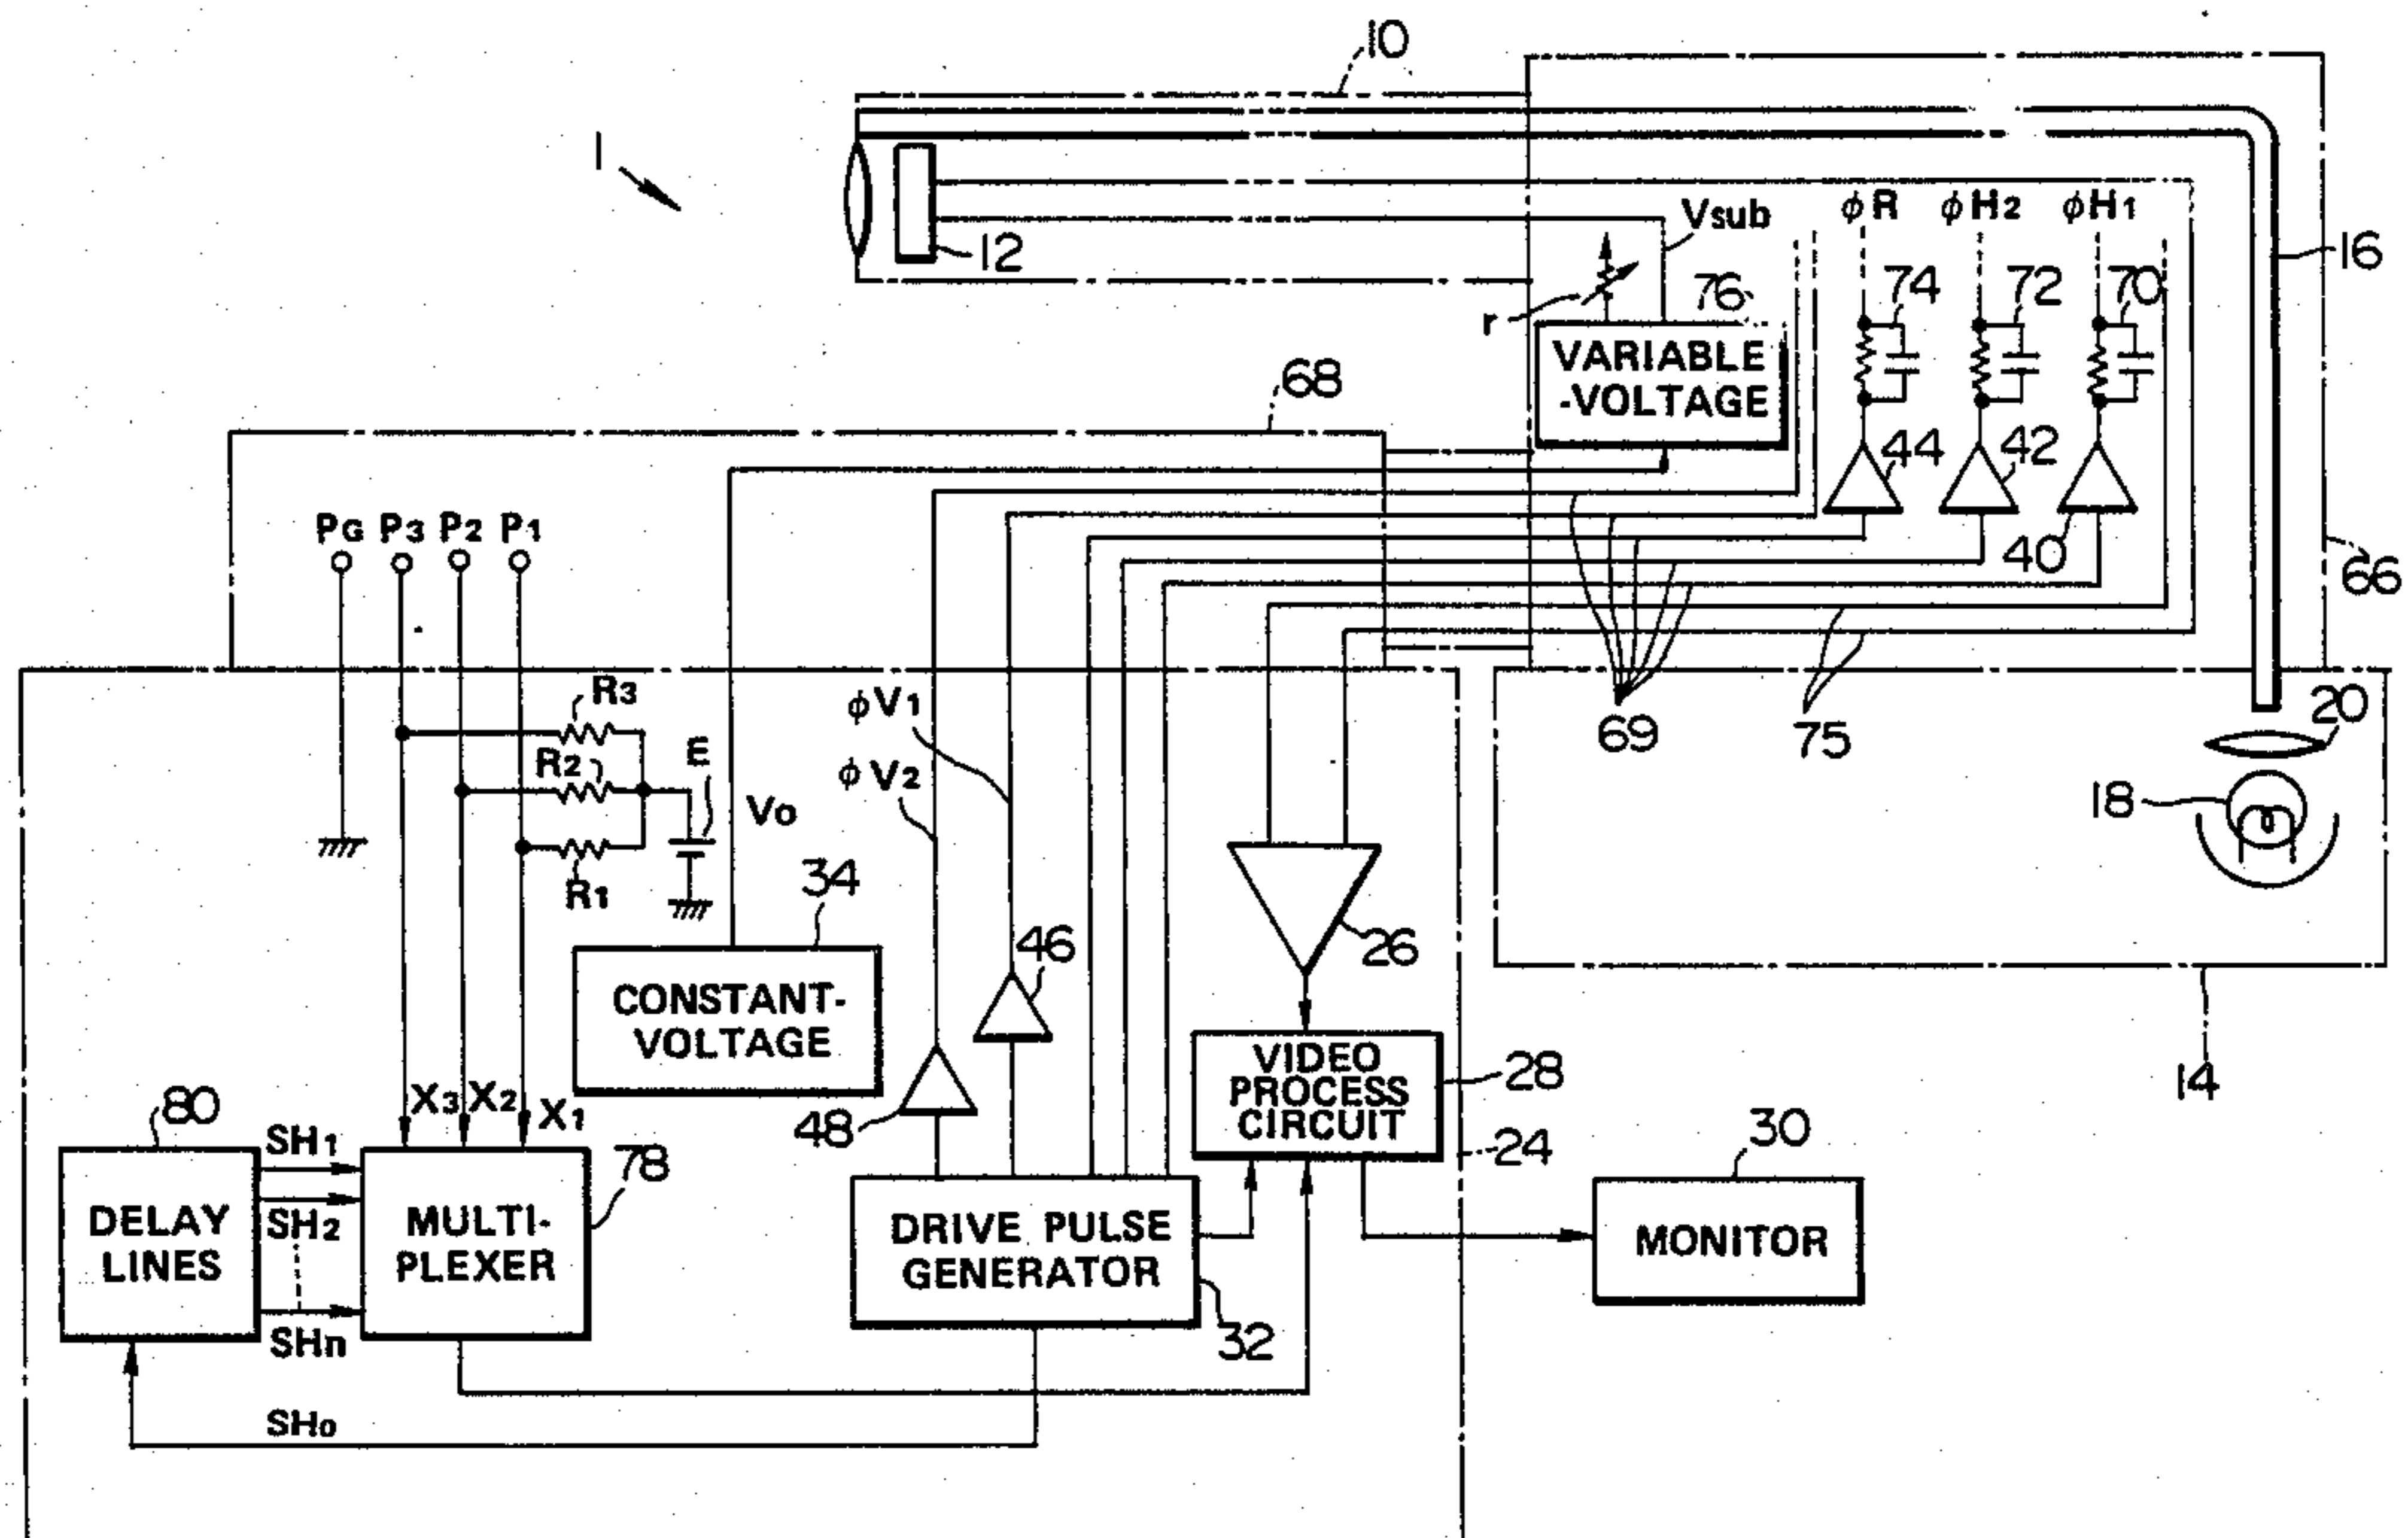 10
1
12
Vsub
φR φH2 φH1
16
r
76
74
72
70
VARIABLE
-VOLTAGE
68
44
42
40
66
PG P3 P2 P1
R3
R2
R1
E
Vo
φV1
φV2
69
75
20
18
34
CONSTANT-
VOLTAGE
46
48
26
14
VIDEO
PROCESS
CIRCUIT
28
24
30
MONITOR
80
DELAY
LINES
SH1
SH2
SHn
X3 X2 X1
78
MULTI-
PLEXER
DRIVE PULSE
GENERATOR
32
SHo